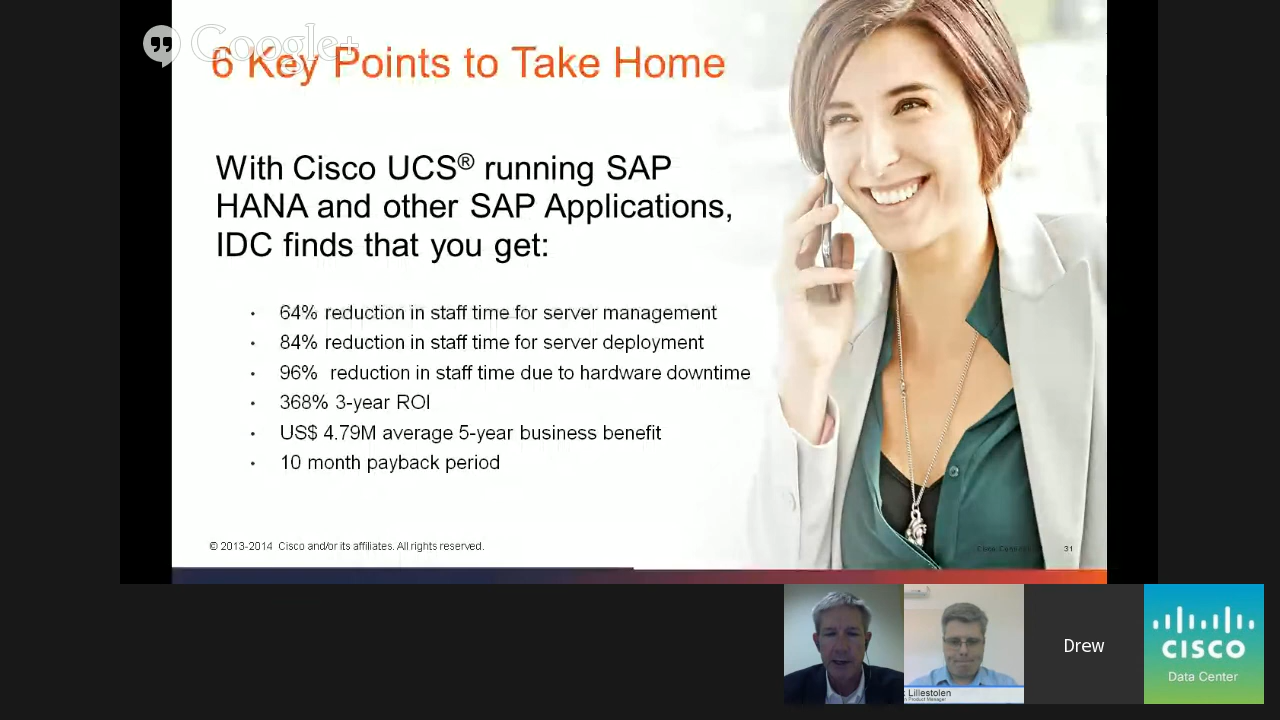 Google+
6 Key Points to Take Home
With Cisco UCS® running SAP
HANA and other SAP Applications,
IDC finds that you get:
• 64% reduction in staff time for server management
• 84% reduction in staff time for server deployment
• 96% reduction in staff time due to hardware downtime
• 368% 3-year ROI
• US$ 4.79M average 5-year business benefit
• 10 month payback period
© 2013-2014 Cisco and/or its affiliates. All rights reserved.
31
Lillestolen
Product Manager
Drew
CISCO
Data Center